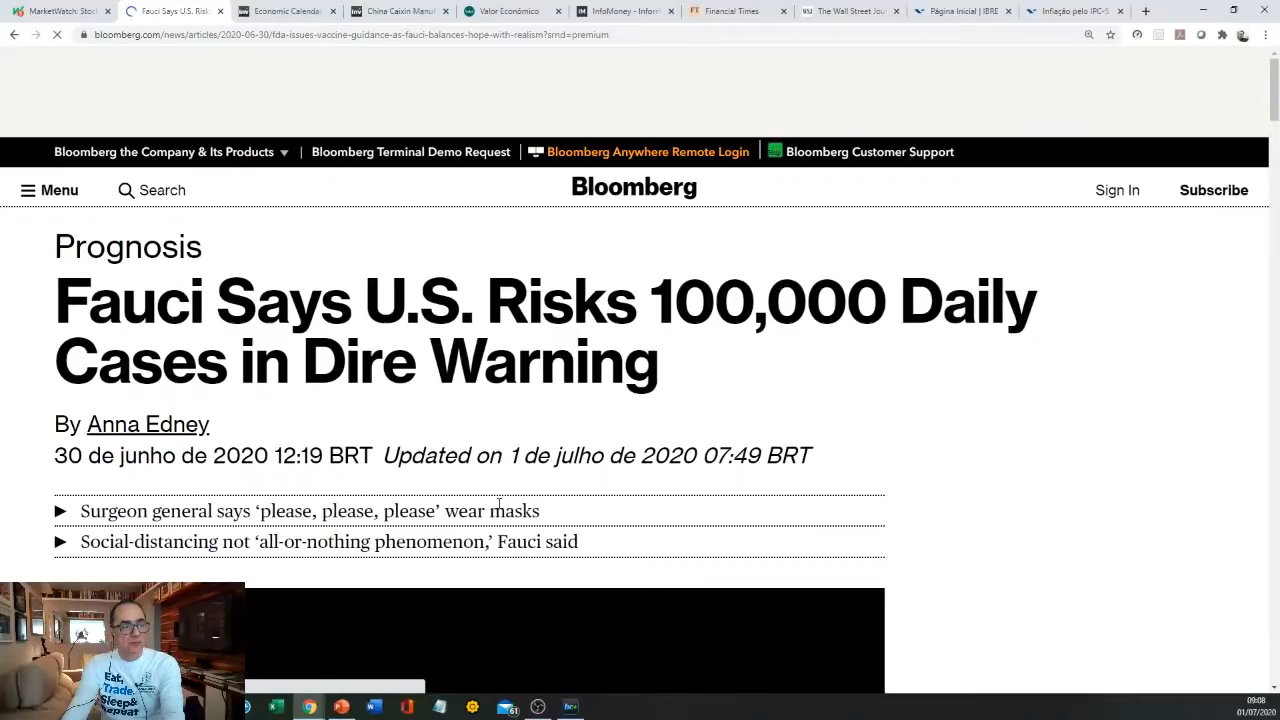 MarketWatch: Stoc
Fauci Says U.S. Risk
Economic Calenda
China Caixin Manuf
Valor Econômico
InfoMoney - Inforn
Financial Times
The Wall Street Jou
Página Inicial | IBRE
Inflação pelo IPC-S
bloomberg.com/news/articles/2020-06-30/fda-issues-vaccine-guidance-as-fauci-balances-hope-with-realism?srnd=premium
Bloomberg the Company & Its Products | Bloomberg Terminal Demo Request | Bloomberg Anywhere Remote Login | Bloomberg Customer Support
Menu Search Bloomberg Sign In Subscribe
Prognosis
Fauci Says U.S. Risks 100,000 Daily
Cases in Dire Warning
By Anna Edney
30 de junho de 2020 12:19 BRT Updated on 1 de julho de 2020 07:49 BRT
Surgeon general says ‘please, please, please’ wear masks
Social-distancing not ‘all-or-nothing phenomenon,’ Fauci said
Eat,
Trade,
Sleep&
Repeat
61
09:08
01/07/2020